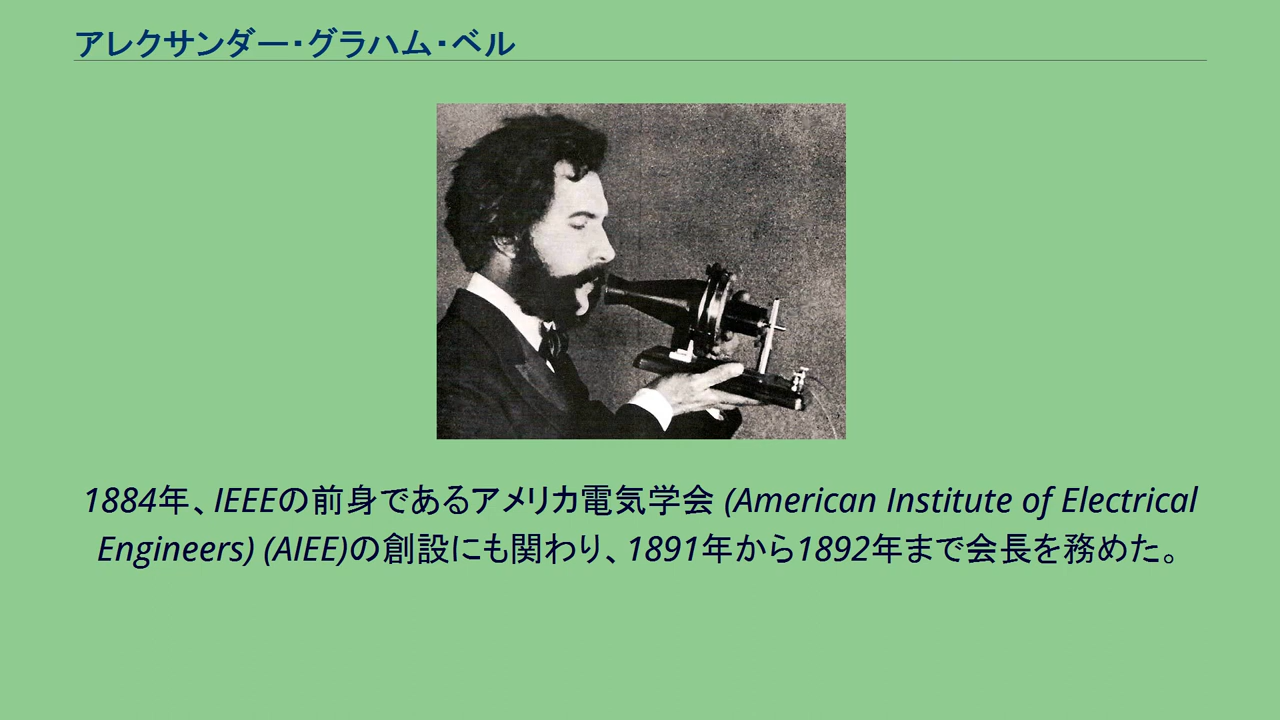 アレクサンダー・グラハム・ベル
1884年、IEEEの前身であるアメリカ電気学会 (American Institute of Electrical
Engineers) (AIEE)の創設にも関わり、1891年から1892年まで会長を務めた。